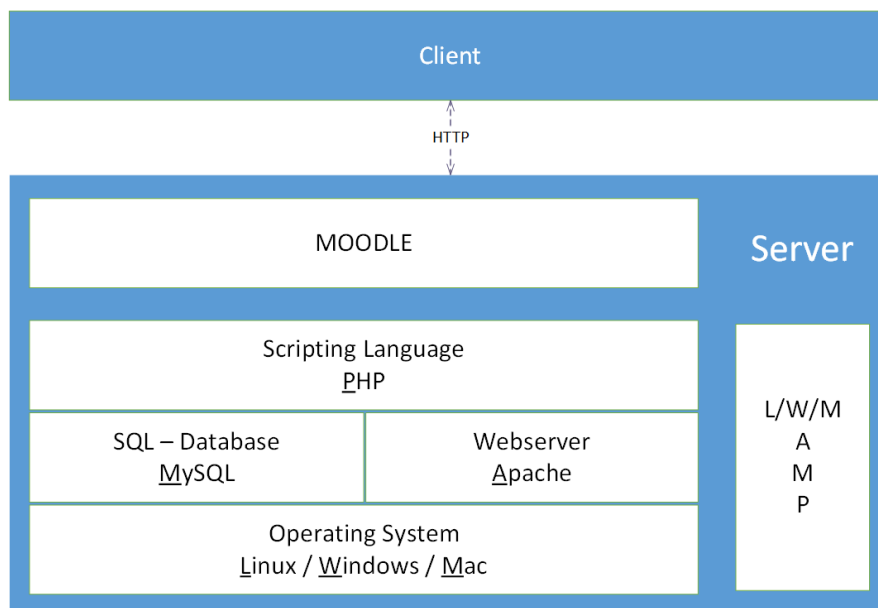 Client
HTTP
MOODLE
Server
Scripting Language
PHP
SQL – Database
MySQL
Webserver
Apache
Operating System
Linux / Windows / Mac
L/W/M
A
M
P